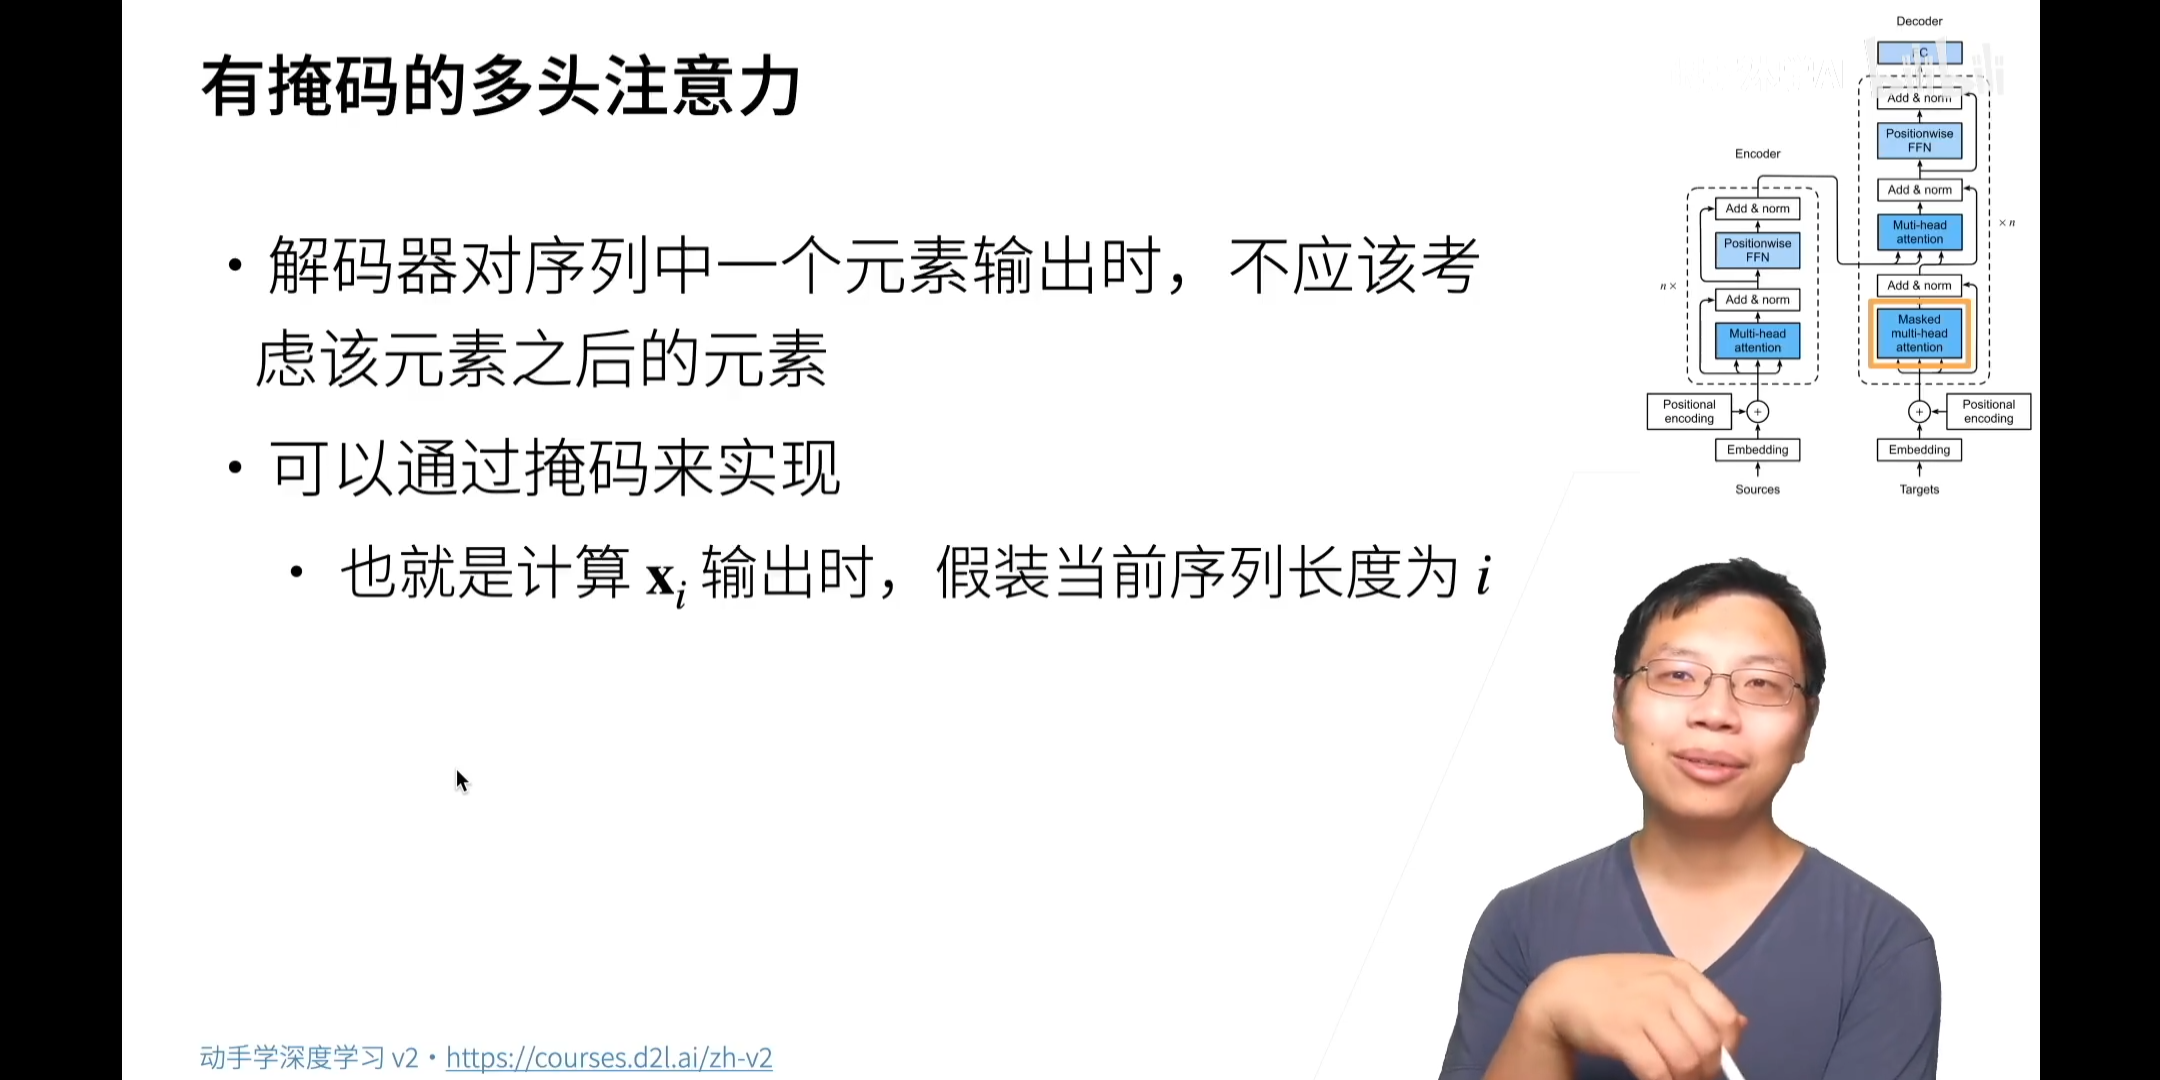 有掩码的多头注意力
• 解码器对序列中一个元素输出时，不应该考
虑该元素之后的元素
• 可以通过掩码来实现
• 也就是计算 xᵢ 输出时，假装当前序列长度为 i
Decoder
Add & norm
Positionwise
FFN
Add & norm
Muti-head
attention
× n
Add & norm
Masked
multi-head
attention
Positional
encoding
+
Embedding
Targets
Encoder
Add & norm
Positionwise
FFN
n ×
Add & norm
Multi-head
attention
Positional
encoding
+
Embedding
Sources
动手学深度学习 v2 • https://courses.d2l.ai/zh-v2